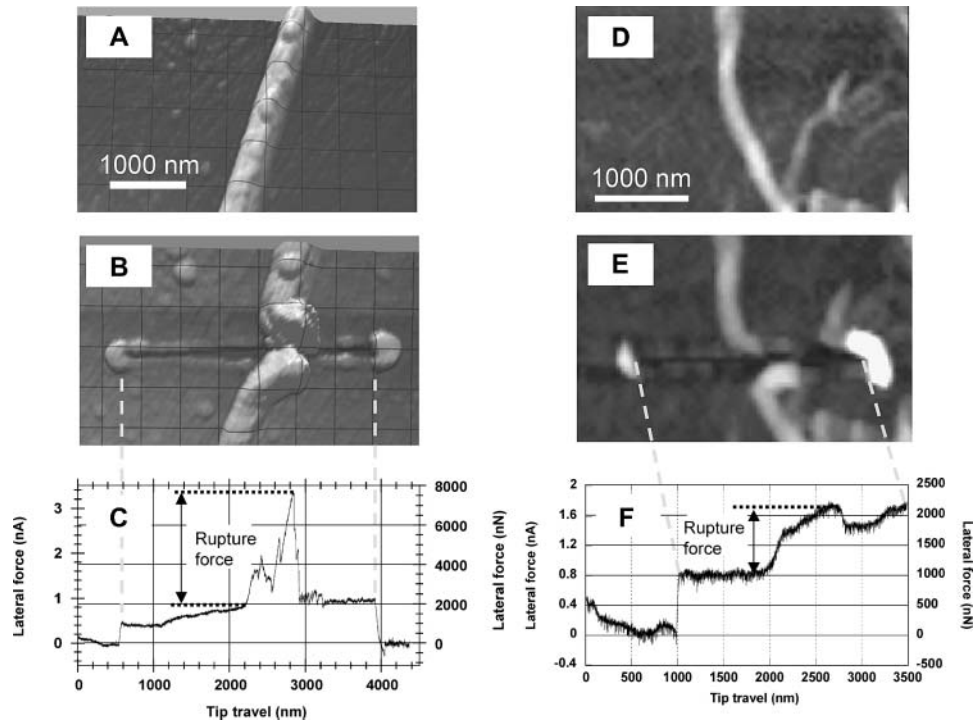 A
1000 nm
D
1000 nm
B
E
C
Rupture
force
Lateral force (nA)
3
2
1
0
8000
6000
4000
2000
0
Lateral force (nN)
0
1000
2000
3000
4000
Tip travel (nm)
F
Rupture
force
Lateral force (nA)
2
1.6
1.2
0.8
0.4
0
-0.4
2500
2000
1500
1000
500
0
-500
Lateral force (nN)
0
500
1000
1500
2000
2500
3000
3500
Tip travel (nm)
Lateral force (nA)